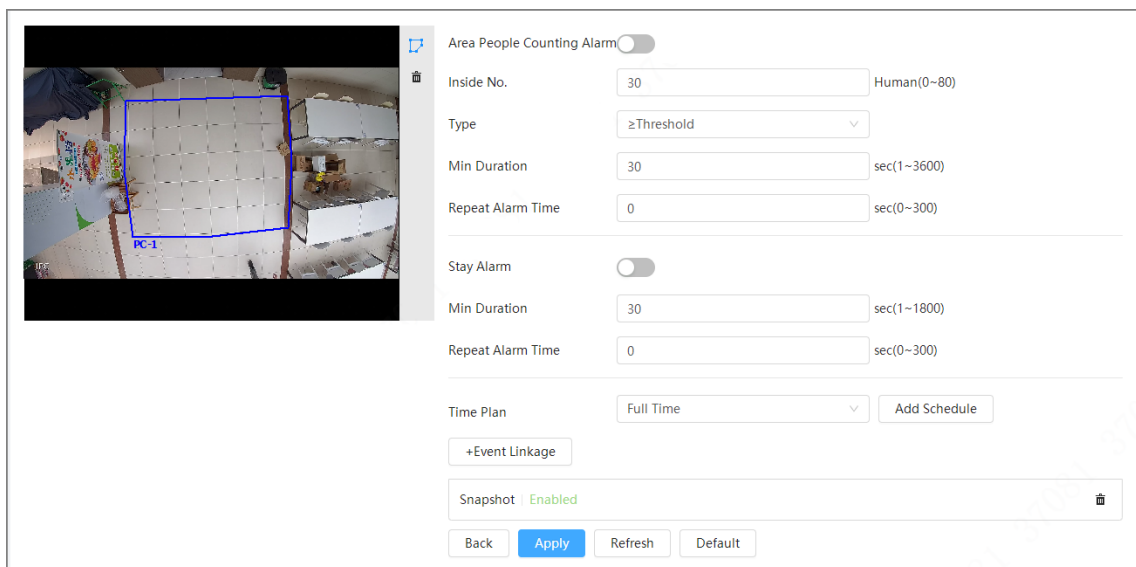 Area People Counting Alarm
Inside No. 30 Human(0~80)
Type ≥Threshold
Min Duration 30 sec(1~3600)
Repeat Alarm Time 0 sec(0~300)
PC-1
IPC
Stay Alarm
Min Duration 30 sec(1~1800)
Repeat Alarm Time 0 sec(0~300)
Time Plan Full Time Add Schedule
+Event Linkage
Snapshot Enabled
Back Apply Refresh Default